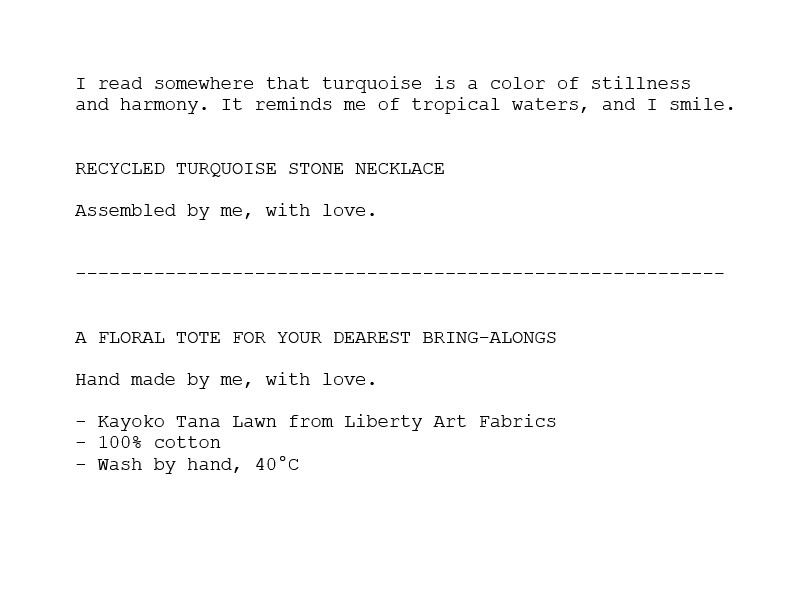 I read somewhere that turquoise is a color of stillness
and harmony. It reminds me of tropical waters, and I smile.
RECYCLED TURQUOISE STONE NECKLACE
Assembled by me, with love.
----------------------------------------------------------
A FLORAL TOTE FOR YOUR DEAREST BRING-ALONGS
Hand made by me, with love.
- Kayoko Tana Lawn from Liberty Art Fabrics
- 100% cotton
- Wash by hand, 40°C